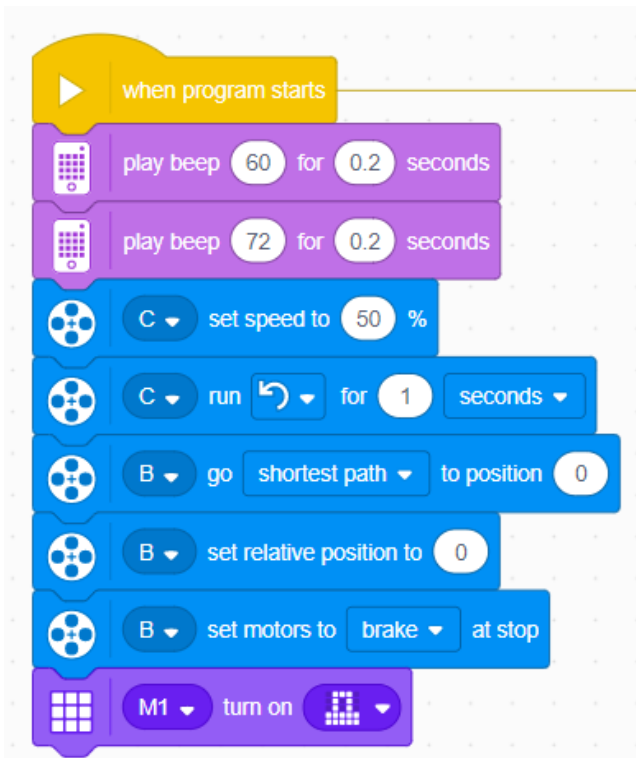 when program starts
play beep 60 for 0.2 seconds
play beep 72 for 0.2 seconds
C set speed to 50 %
C run for 1 seconds
B go shortest path to position 0
B set relative position to 0
B set motors to brake at stop
M1 turn on